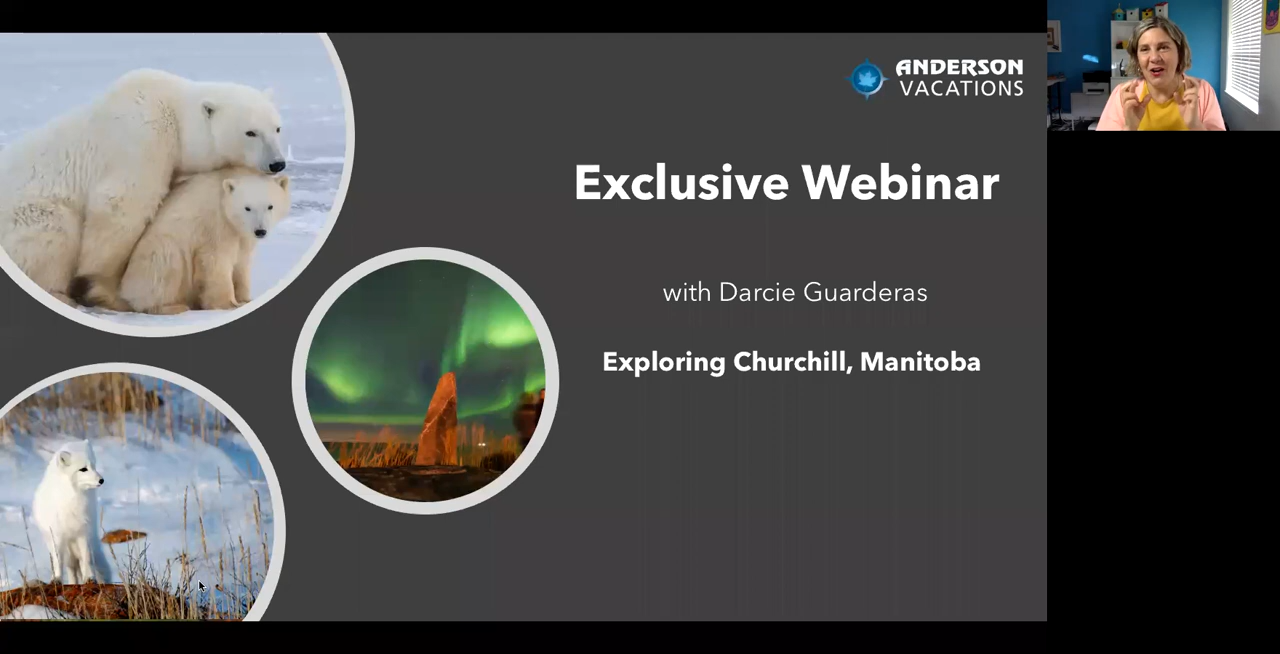 ANDERSON
VACATIONS
Exclusive Webinar
with Darcie Guarderas
Exploring Churchill, Manitoba